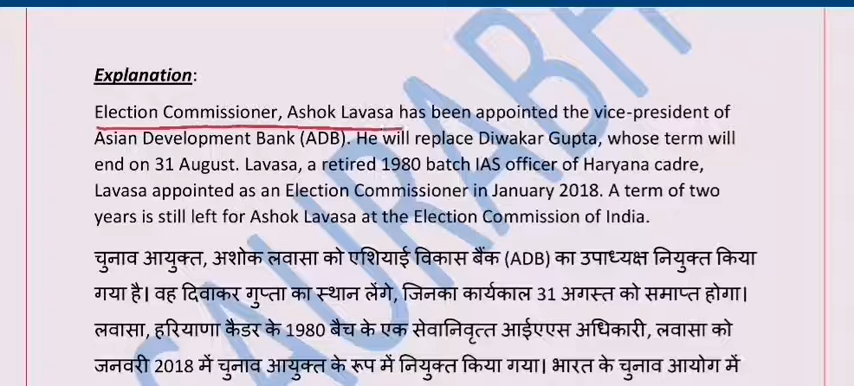 Explanation:
Election Commissioner, Ashok Lavasa has been appointed the vice-president of
Asian Development Bank (ADB). He will replace Diwakar Gupta, whose term will
end on 31 August. Lavasa, a retired 1980 batch IAS officer of Haryana cadre,
Lavasa appointed as an Election Commissioner in January 2018. A term of two
years is still left for Ashok Lavasa at the Election Commission of India.
चुनाव आयुक्त, अशोक लवासा को एशियाई विकास बैंक (ADB) का उपाध्यक्ष नियुक्त किया
गया है। वह दिवाकर गुप्ता का स्थान लेंगे, जिनका कार्यकाल 31 अगस्त को समाप्त होगा।
लवासा, हरियाणा कैडर के 1980 बैच के एक सेवानिवृत्त आईएएस अधिकारी, लवासा को
जनवरी 2018 में चुनाव आयुक्त के रूप में नियुक्त किया गया। भारत के चुनाव आयोग में
SAURABH